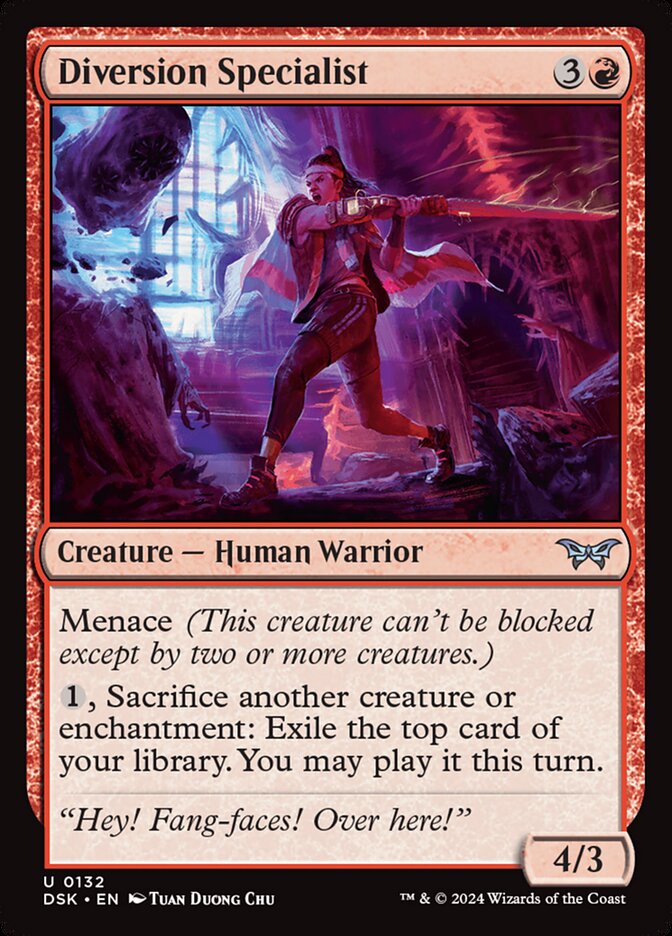 Diversion Specialist 3
Creature — Human Warrior
Menace (This creature can't be blocked
except by two or more creatures.)
1, Sacrifice another creature or
enchantment: Exile the top card of
your library. You may play it this turn.
“Hey! Fang-faces! Over here!”
4/3
U 0132
DSK • EN Tuan Duong Chu ™ & © 2024 Wizards of the Coast